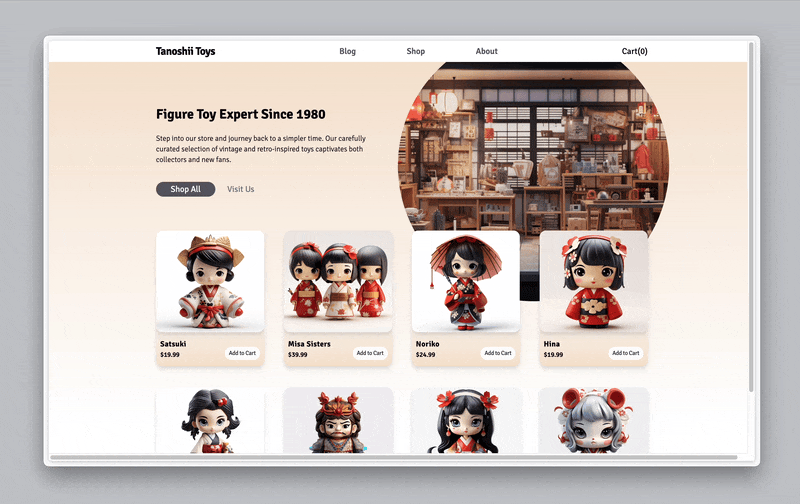 Tanoshii Toys
Blog
Shop
About
Cart(0)
Figure Toy Expert Since 1980
Step into our store and journey back to a simpler time. Our carefully
curated selection of vintage and retro-inspired toys captivates both
collectors and new fans.
Shop All
Visit Us
Satsuki
$19.99
Add to Cart
Misa Sisters
$39.99
Add to Cart
Noriko
$24.99
Add to Cart
Hina
$19.99
Add to Cart